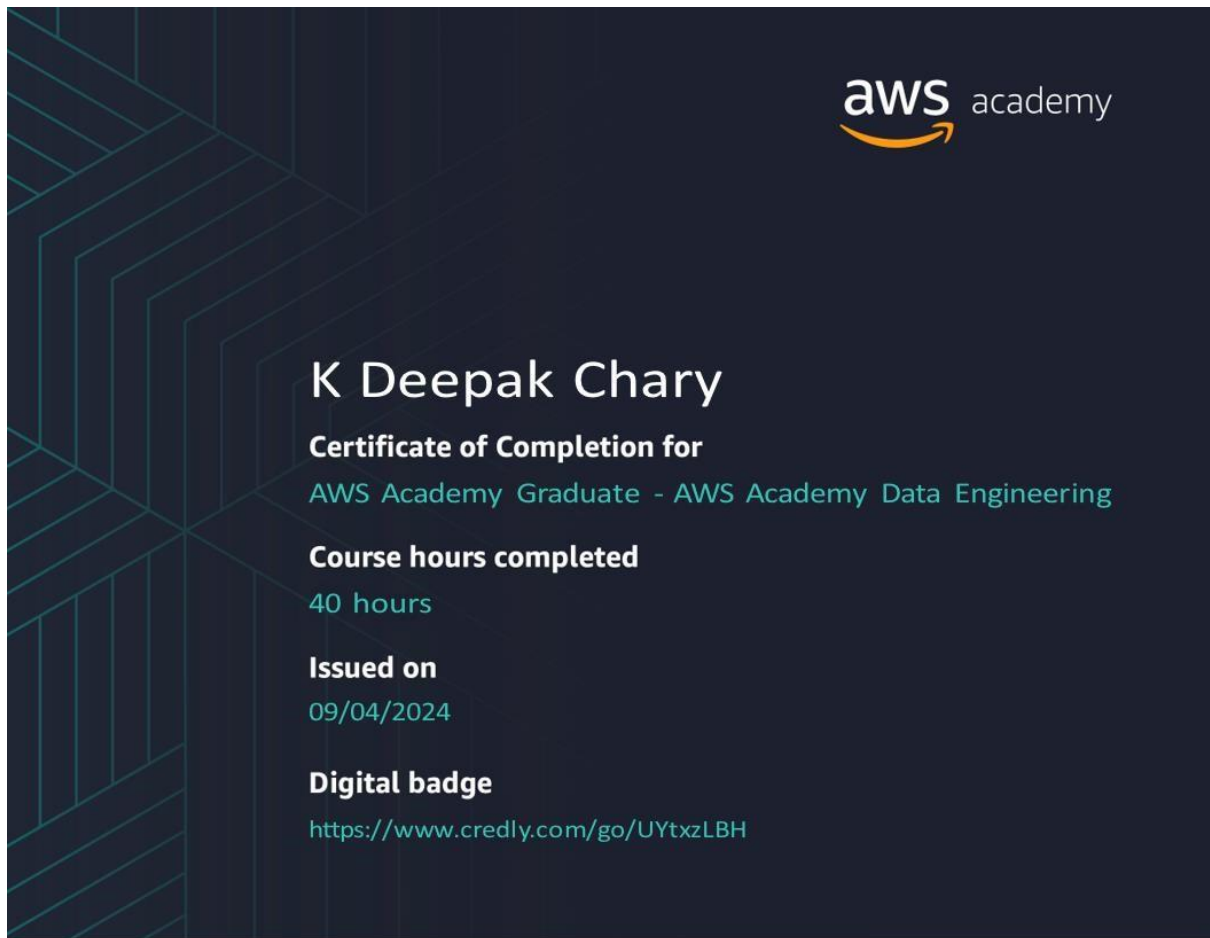 aws academy
K Deepak Chary
Certificate of Completion for
AWS Academy Graduate - AWS Academy Data Engineering
Course hours completed
40 hours
Issued on
09/04/2024
Digital badge
https://www.credly.com/go/UYtxzLBH